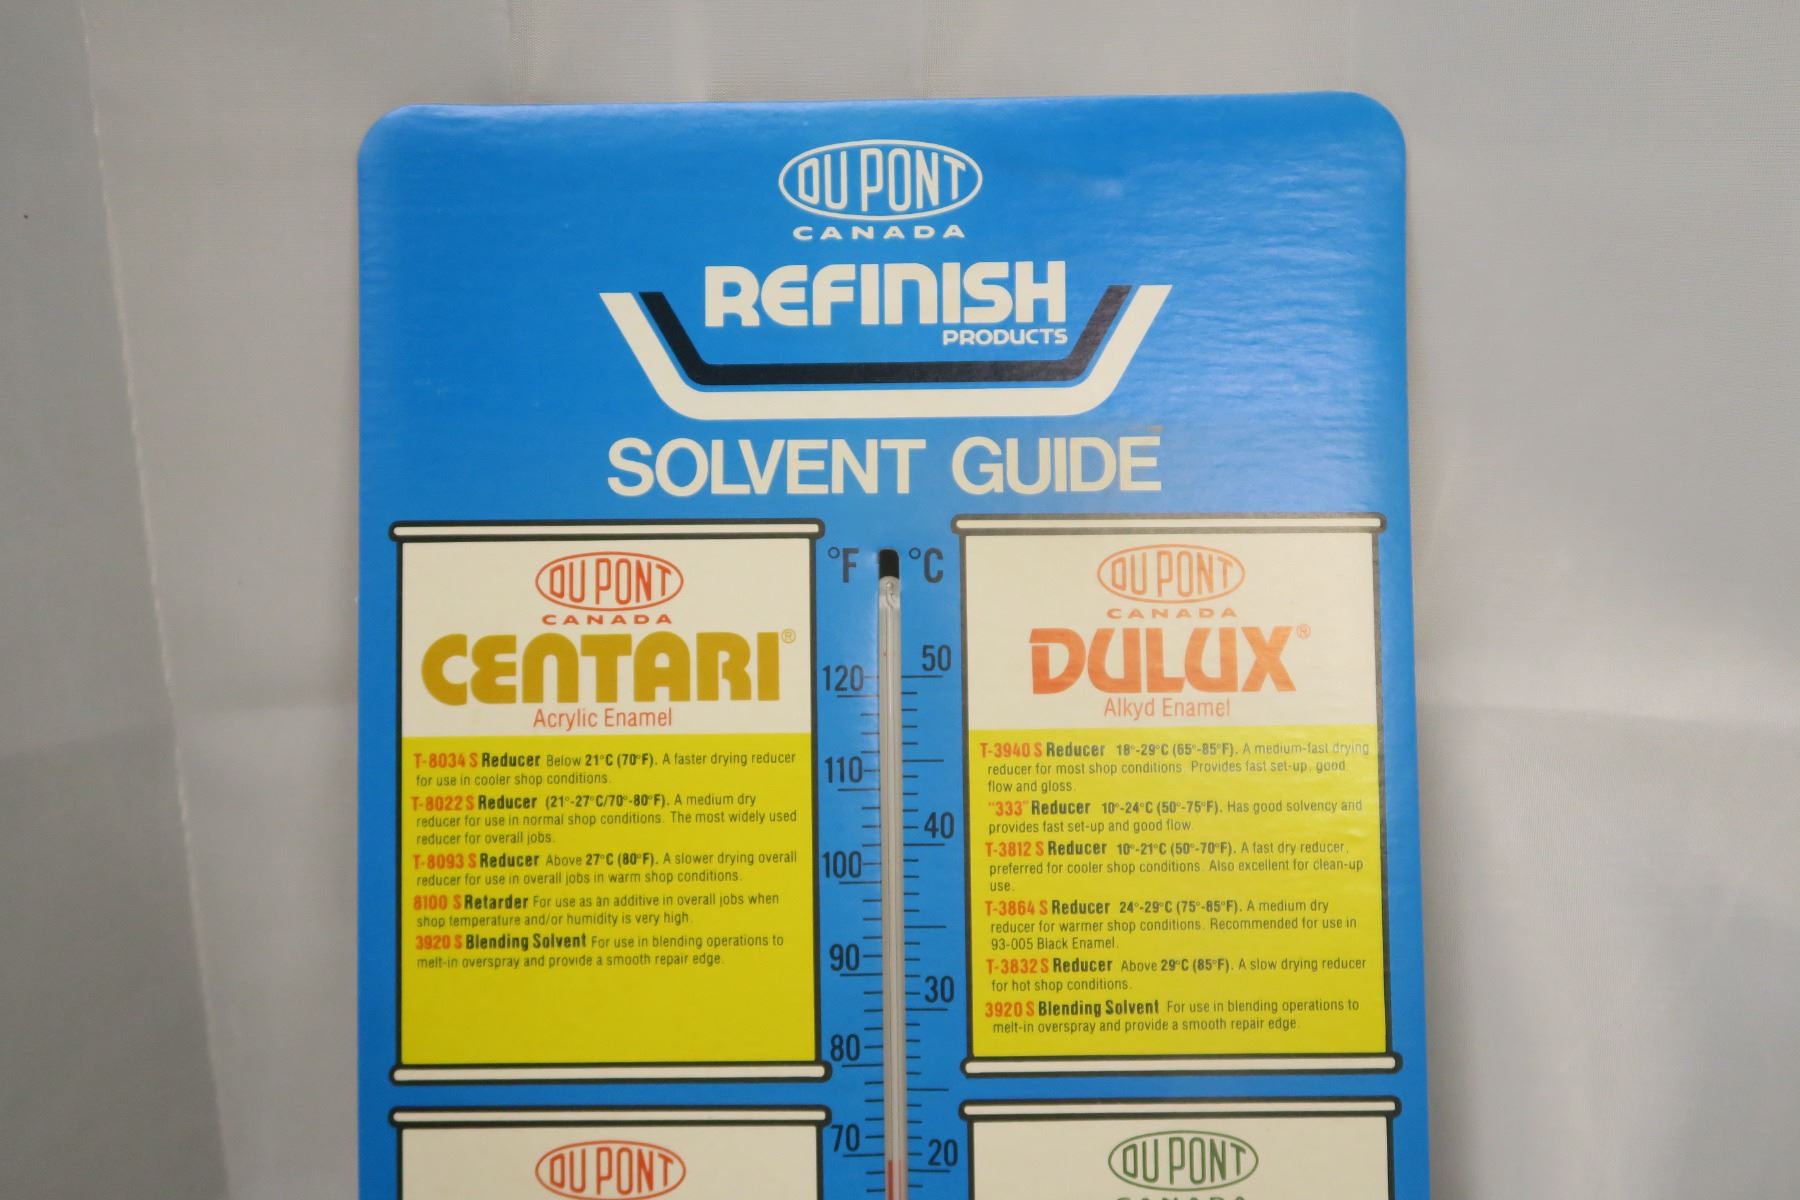 DU PONT
CANADA
REFINISH
PRODUCTS
SOLVENT GUIDE
DU PONT
CANADA
CENTARI®
Acrylic Enamel
T-8034 S Reducer Below 21°C (70°F). A faster drying reducer
for use in cooler shop conditions.
T-8022 S Reducer (21°-27°C/70°-80°F). A medium dry
reducer for use in normal shop conditions. The most widely used
reducer for overall jobs.
T-8093 S Reducer Above 27°C (80°F). A slower drying overall
reducer for use in overall jobs in warm shop conditions.
8100 S Retarder For use as an additive in overall jobs when
shop temperature and/or humidity is very high.
3920 S Blending Solvent For use in blending operations to
melt-in overspray and provide a smooth repair edge.
°F °C
120
110
100
90
80
70
50
40
30
20
DU PONT
CANADA
DULUX®
Alkyd Enamel
T-3940 S Reducer 18°-29°C (65°-85°F). A medium-fast drying
reducer for most shop conditions. Provides fast set-up, good
flow and gloss.
"333" Reducer 10°-24°C (50°-75°F). Has good solvency and
provides fast set-up and good flow.
T-3812 S Reducer 10°-21°C (50°-70°F). A fast dry reducer,
preferred for cooler shop conditions. Also excellent for clean-up
use.
T-3864 S Reducer 24°-29°C (75°-85°F). A medium dry
reducer for warmer shop conditions. Recommended for use in
93-005 Black Enamel.
T-3832 S Reducer Above 29°C (85°F). A slow drying reducer
for hot shop conditions.
3920 S Blending Solvent For use in blending operations to
melt-in overspray and provide a smooth repair edge.
DU PONT
DU PONT
CANADA